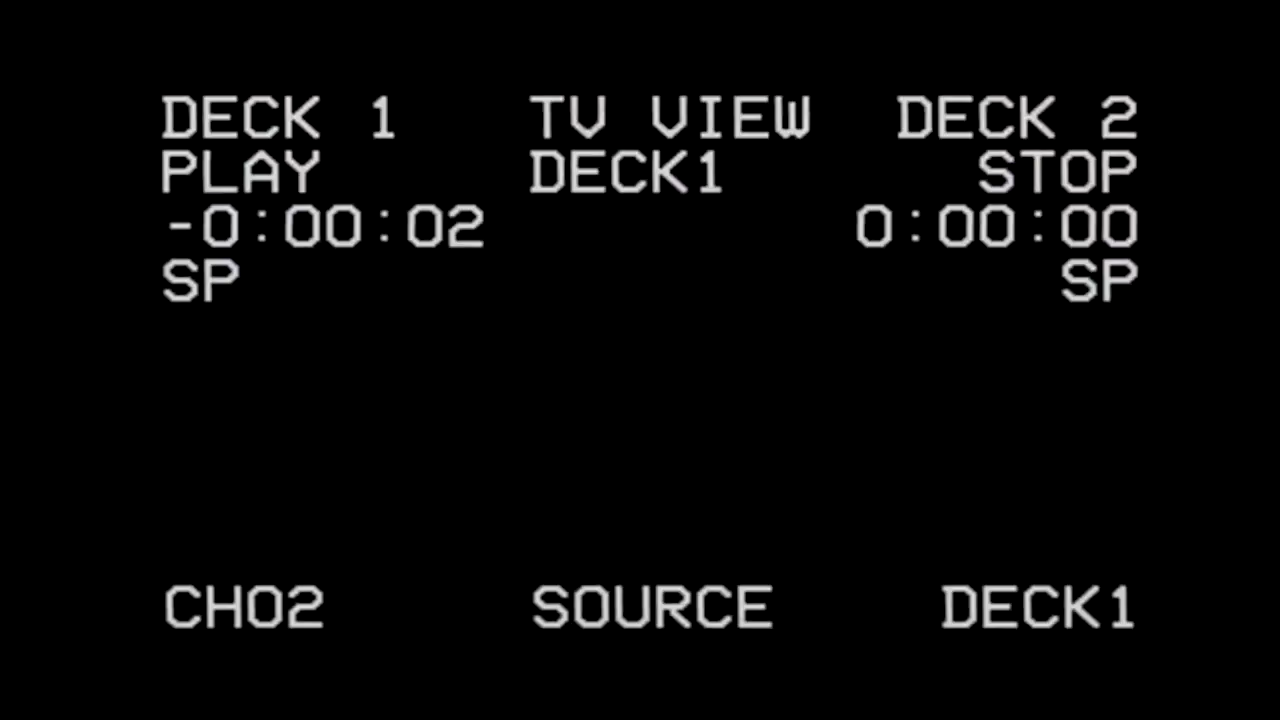 DECK 1 TV VIEW DECK 2
PLAY DECK1 STOP
-0:00:02 0:00:00
SP SP
CH02 SOURCE DECK1